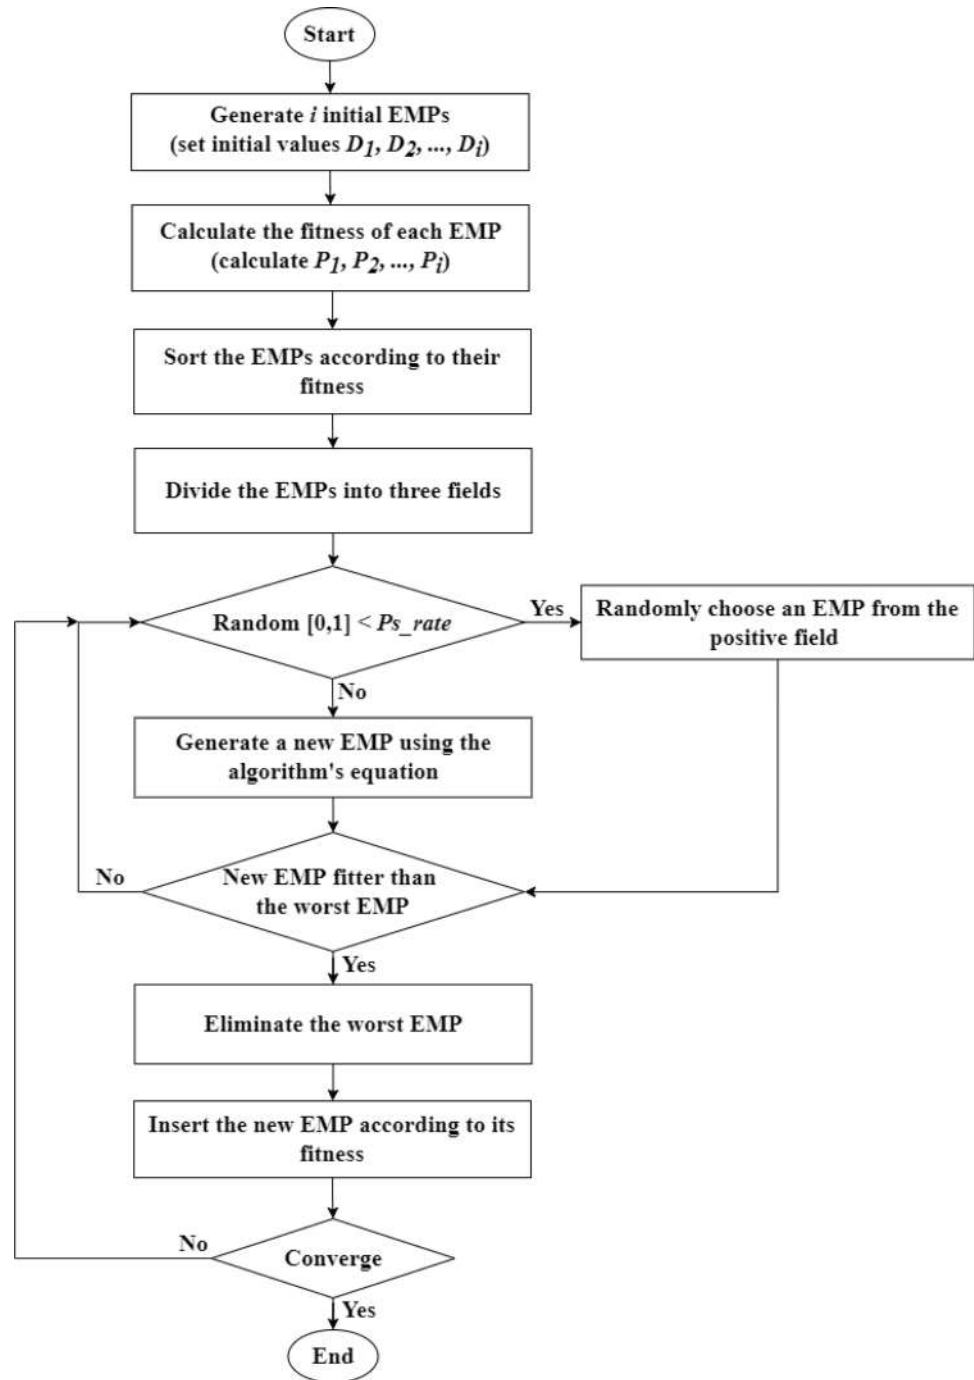 Start
Generate i initial EMPs
(set initial values D1, D2, ..., Di)
Calculate the fitness of each EMP
(calculate P1, P2, ..., Pi)
Sort the EMPs according to their
fitness
Divide the EMPs into three fields
Random [0,1] < Ps_rate
Yes
Randomly choose an EMP from the
positive field
No
Generate a new EMP using the
algorithm's equation
New EMP fitter than
the worst EMP
No
Yes
Eliminate the worst EMP
Insert the new EMP according to its
fitness
Converge
No
Yes
End